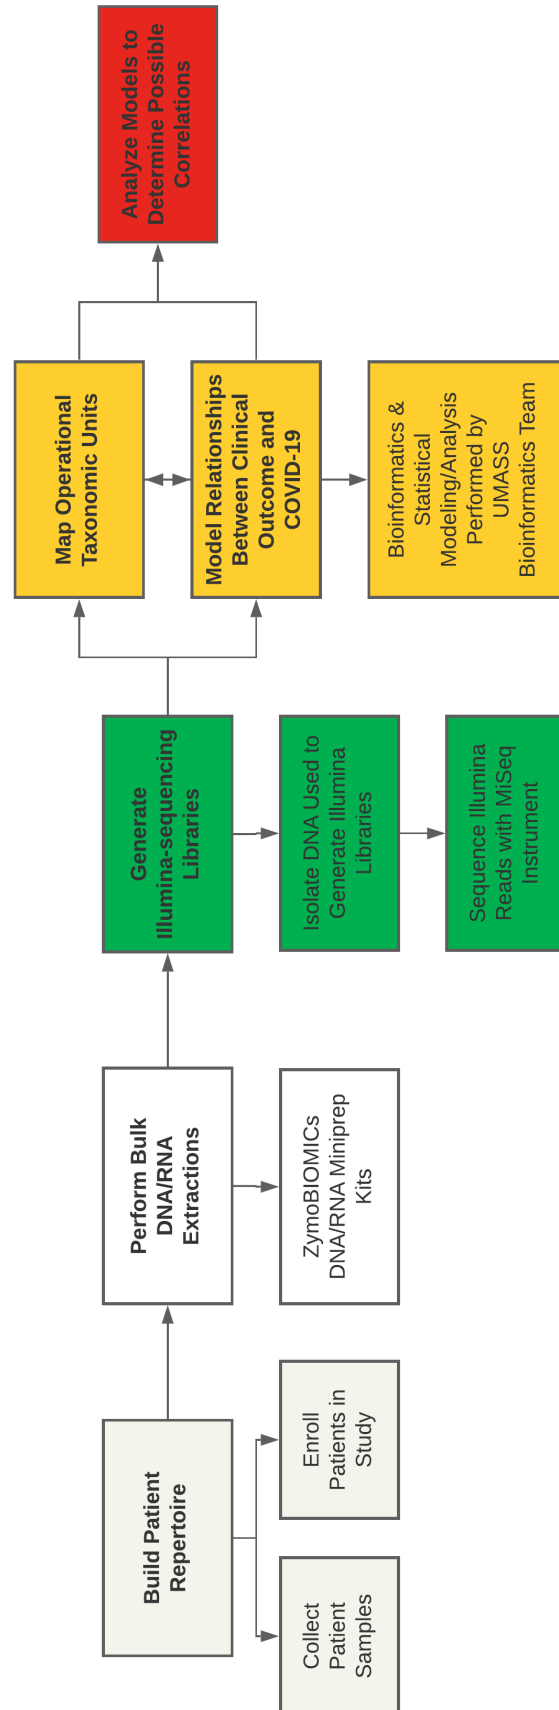 Build Patient
Repertoire
Collect
Patient
Samples
Enroll
Patients in
Study
Perform Bulk
DNA/RNA
Extractions
ZymoBIOMICs
DNA/RNA Miniprep
Kits
Generate
Illumina-sequencing
Libraries
Isolate DNA Used to
Generate Illumina
Libraries
Sequence Illumina
Reads with MiSeq
Instrument
Map Operational
Taxonomic Units
Model Relationships
Between Clinical
Outcome and
COVID-19
Bioinformatics &
Statistical
Modeling/Analysis
Performed by
UMASS
Bioinformatics Team
Analyze Models to
Determine Possible
Correlations